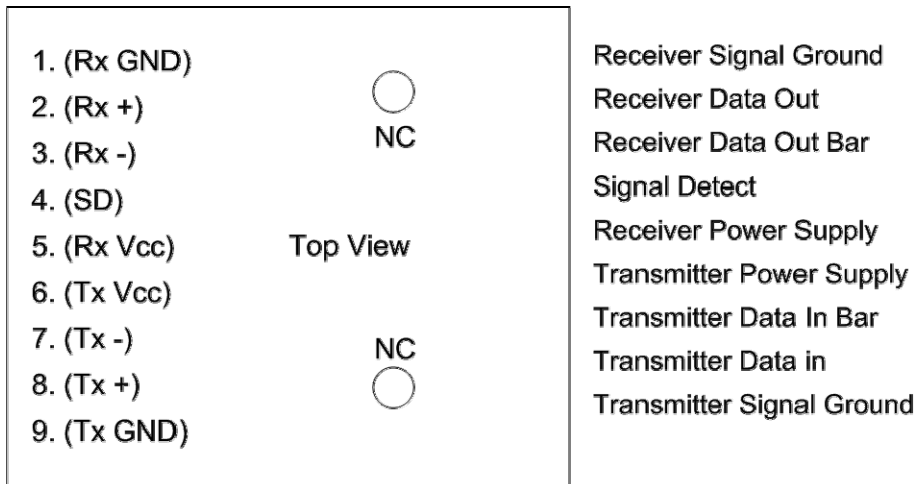 1. (Rx GND)
2. (Rx +)
3. (Rx -)
4. (SD)
5. (Rx Vcc)
6. (Tx Vcc)
7. (Tx -)
8. (Tx +)
9. (Tx GND)
NC
Top View
NC
Receiver Signal Ground
Receiver Data Out
Receiver Data Out Bar
Signal Detect
Receiver Power Supply
Transmitter Power Supply
Transmitter Data In Bar
Transmitter Data in
Transmitter Signal Ground